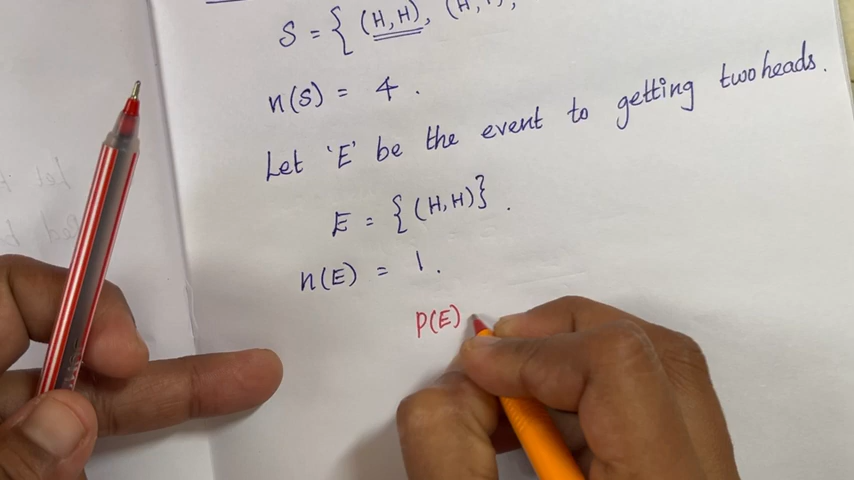 S = { (H,H), (H,T),
n(S) = 4 .
Let 'E' be the event to getting two heads.
E = { (H,H) } .
n(E) = 1 .
P(E)